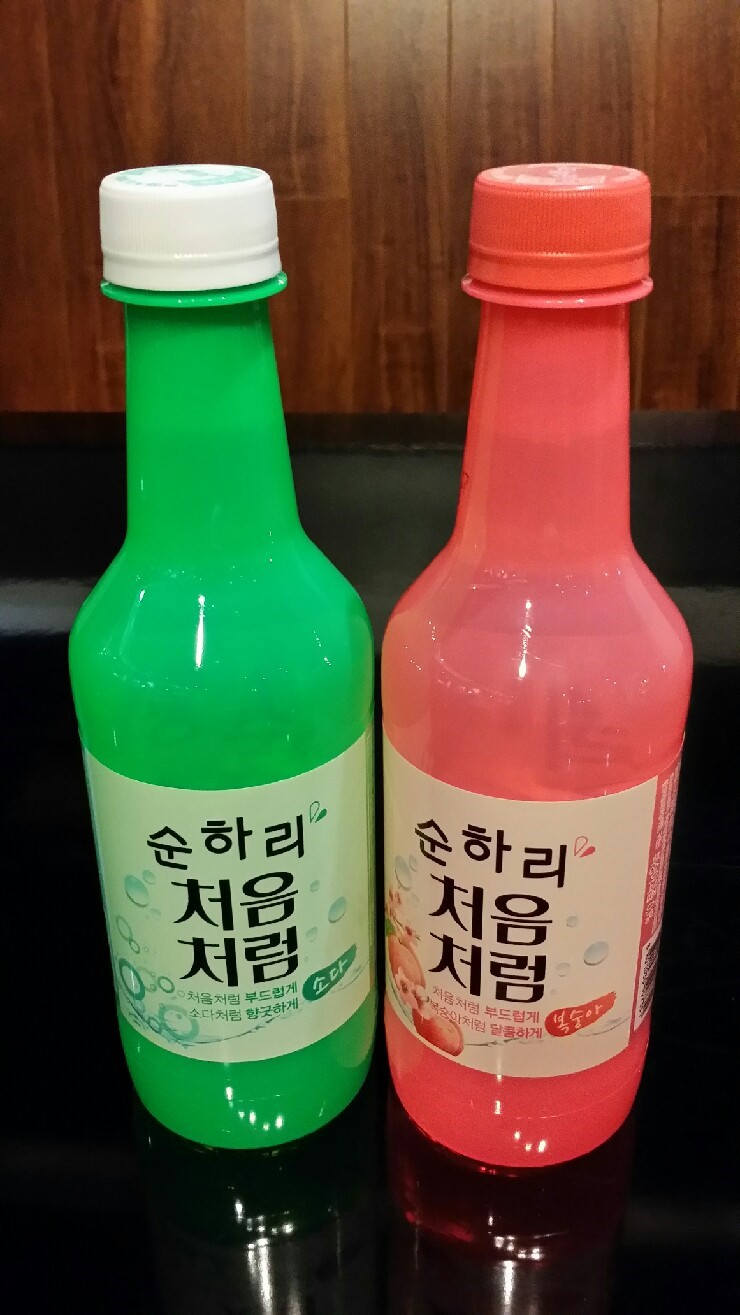 순하리
처음
처럼
처음처럼 부드럽게
소다처럼 향긋하게
소다
순하리
처음
처럼
처음처럼 부드럽게
복숭아처럼 달콤하게
복숭아